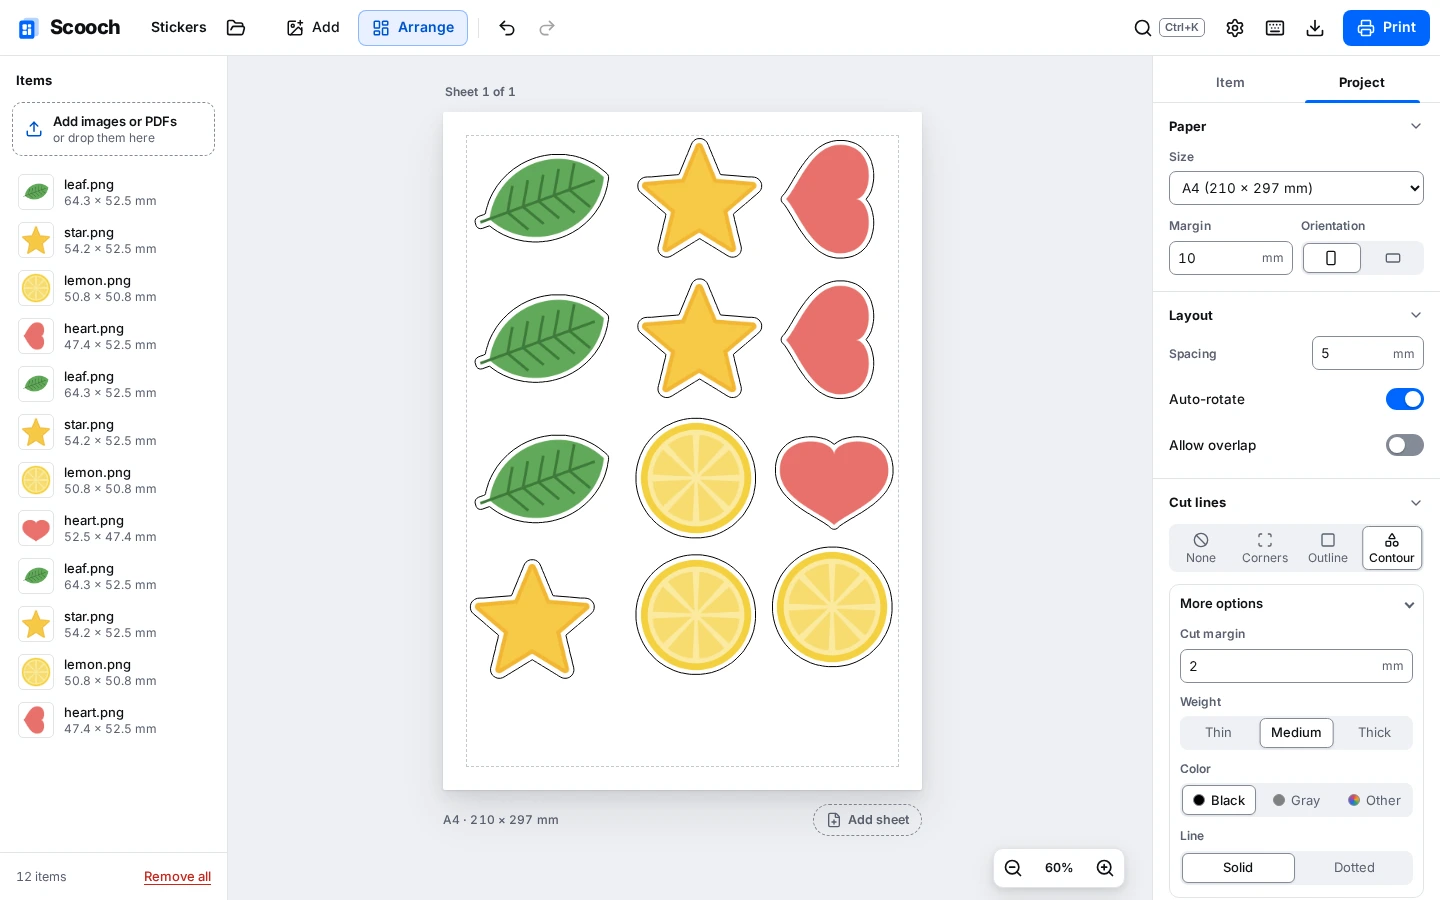 Scooch
Stickers
Add
Arrange
Ctrl+K
Print
Items
Add images or PDFs
or drop them here
leaf.png
64.3 × 52.5 mm
star.png
54.2 × 52.5 mm
lemon.png
50.8 × 50.8 mm
heart.png
47.4 × 52.5 mm
leaf.png
64.3 × 52.5 mm
star.png
54.2 × 52.5 mm
lemon.png
50.8 × 50.8 mm
heart.png
52.5 × 47.4 mm
leaf.png
64.3 × 52.5 mm
star.png
54.2 × 52.5 mm
lemon.png
50.8 × 50.8 mm
heart.png
47.4 × 52.5 mm
12 items
Remove all
Sheet 1 of 1
A4 · 210 × 297 mm
Add sheet
60%
Item
Project
Paper
Size
A4 (210 × 297 mm)
Margin
Orientation
10 mm
Layout
Spacing
5 mm
Auto-rotate
Allow overlap
Cut lines
None
Corners
Outline
Contour
More options
Cut margin
2 mm
Weight
Thin
Medium
Thick
Color
Black
Gray
Other
Line
Solid
Dotted